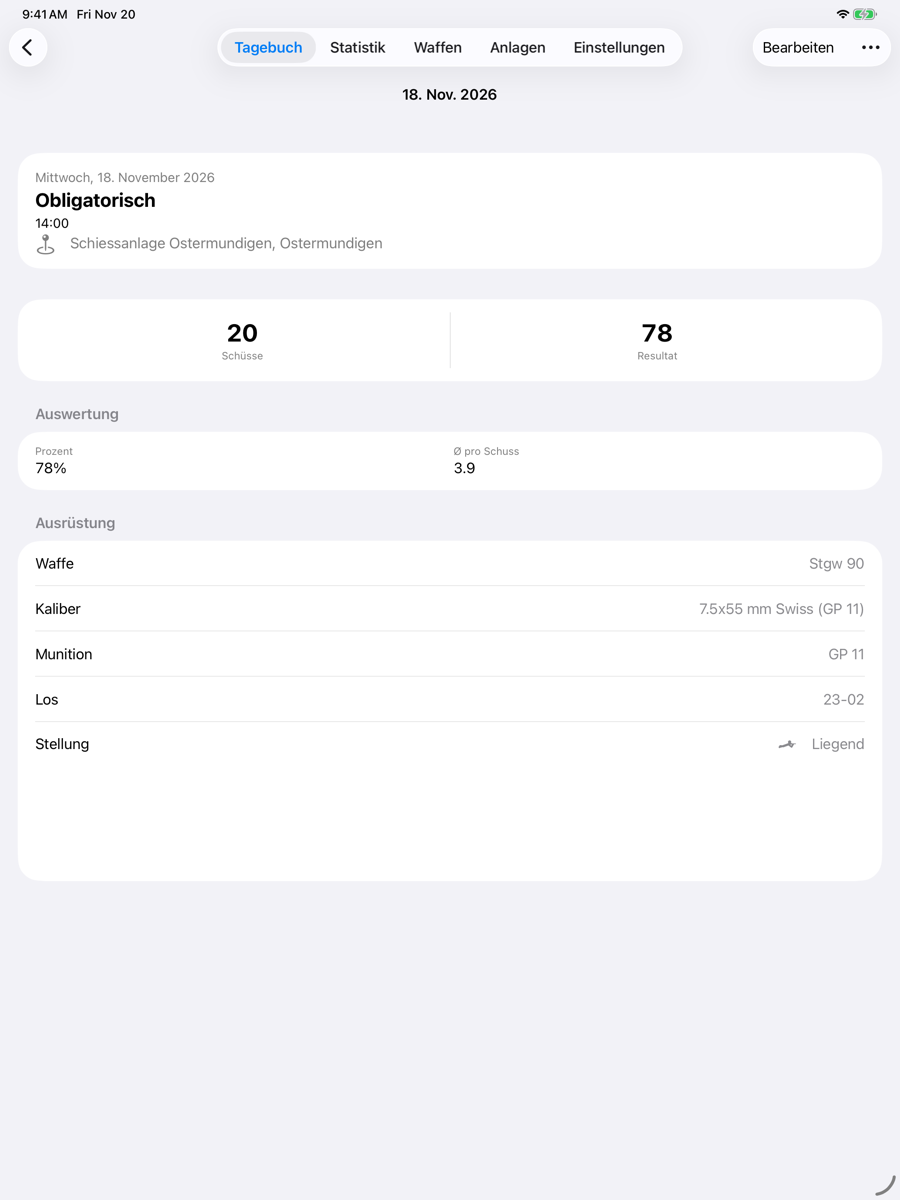 9:41 AM Fri Nov 20
Tagebuch Statistik Waffen Anlagen Einstellungen Bearbeiten
18. Nov. 2026
Mittwoch, 18. November 2026
Obligatorisch
14:00
Schiessanlage Ostermundigen, Ostermundigen
20 78
Schüsse Resultat
Auswertung
Prozent Ø pro Schuss
78% 3.9
Ausrüstung
Waffe Stgw 90
Kaliber 7.5x55 mm Swiss (GP 11)
Munition GP 11
Los 23-02
Stellung Liegend